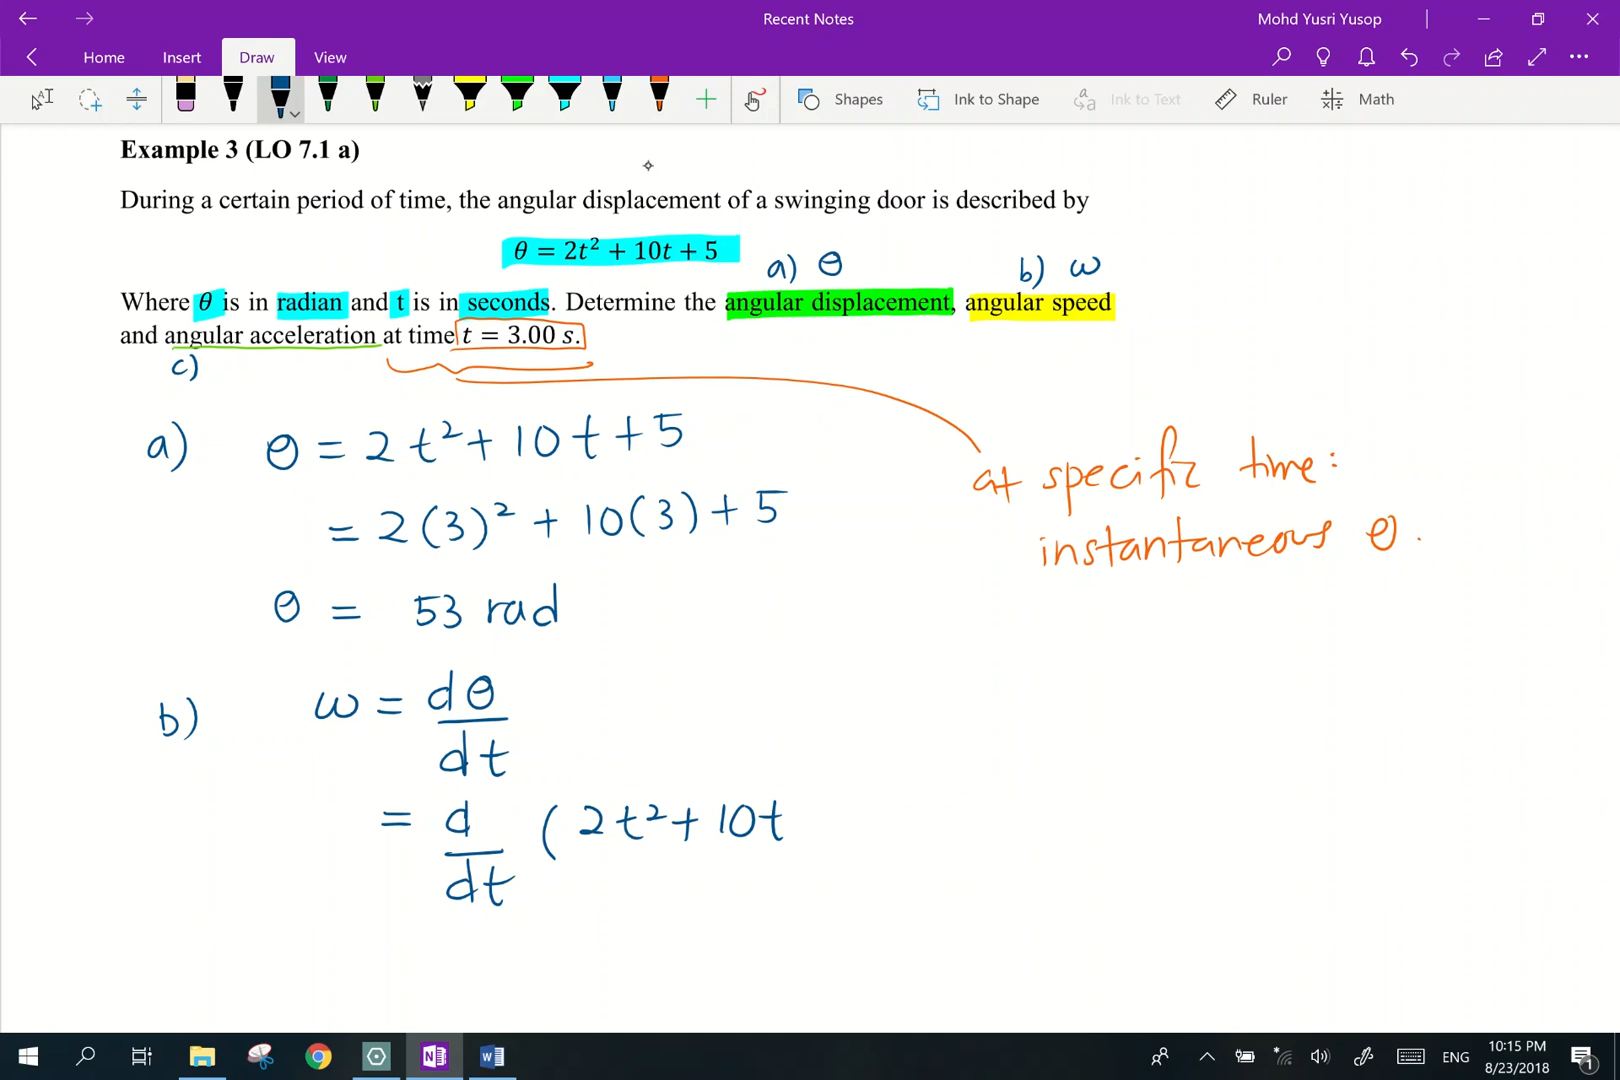 Recent Notes
Mohd Yusri Yusop
Home Insert Draw View
Shapes Ink to Shape Ink to Text Ruler Math
Example 3 (LO 7.1 a)
During a certain period of time, the angular displacement of a swinging door is described by
θ = 2t² + 10t + 5
a) θ b) ω
Where θ is in radian and t is in seconds. Determine the angular displacement, angular speed
and angular acceleration at time t = 3.00 s.
c)
a) θ = 2t² + 10t + 5
= 2(3)² + 10(3) + 5
θ = 53 rad
at specific time:
instantaneous θ.
b) ω = dθ/dt
= d/dt (2t² + 10t
ENG
10:15 PM
8/23/2018
1